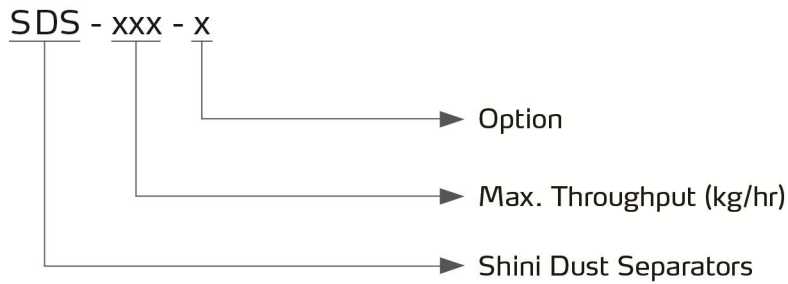 SDS - xxx - x
Option
Max. Throughput (kg/hr)
Shini Dust Separators